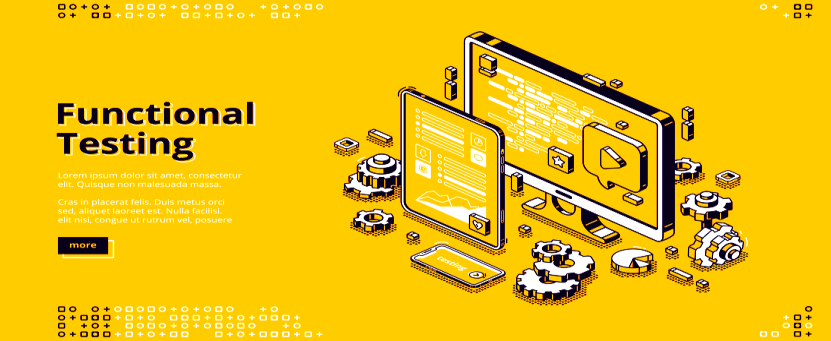 Functional
Testing
Lorem ipsum dolor sit amet, consectetur
elit. Quisque non malesuada massa.
Cras in placerat felis. Duis metus orci
sed, aliquet laoreet est. Nulla facilisi.
elit nisi, congue ut rutrum vel, posuere
more
testing